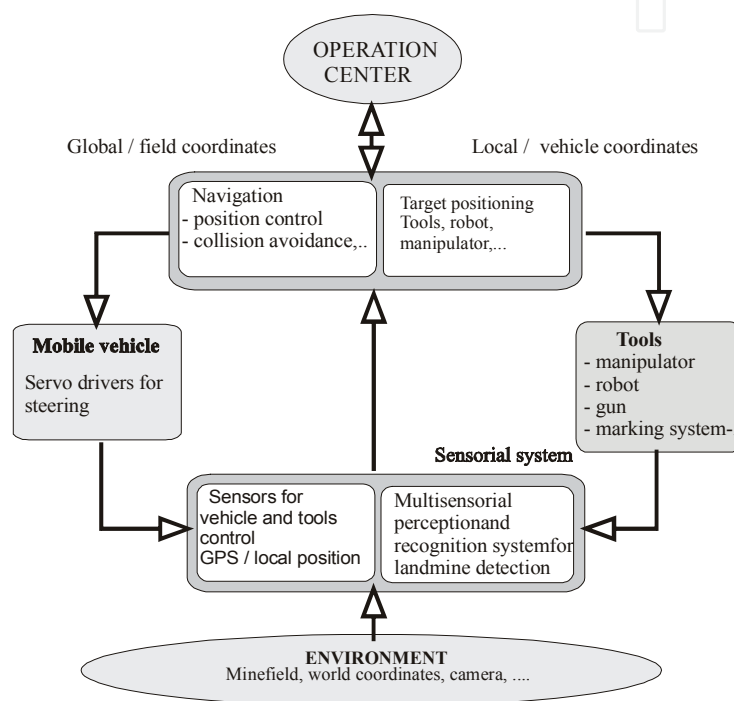 OPERATION
CENTER
Global / field coordinates
Local / vehicle coordinates
Navigation
- position control
- collision avoidance,..
Target positioning
Tools, robot,
manipulator,...
Mobile vehicle
Servo drivers for
steering
Tools
- manipulator
- robot
- gun
- marking system-
Sensorial system
Sensors for
vehicle and tools
control
GPS / local position
Multisensorial
perceptionand
recognition systemfor
landmine detection
ENVIRONMENT
Minefield, world coordinates, camera, ....